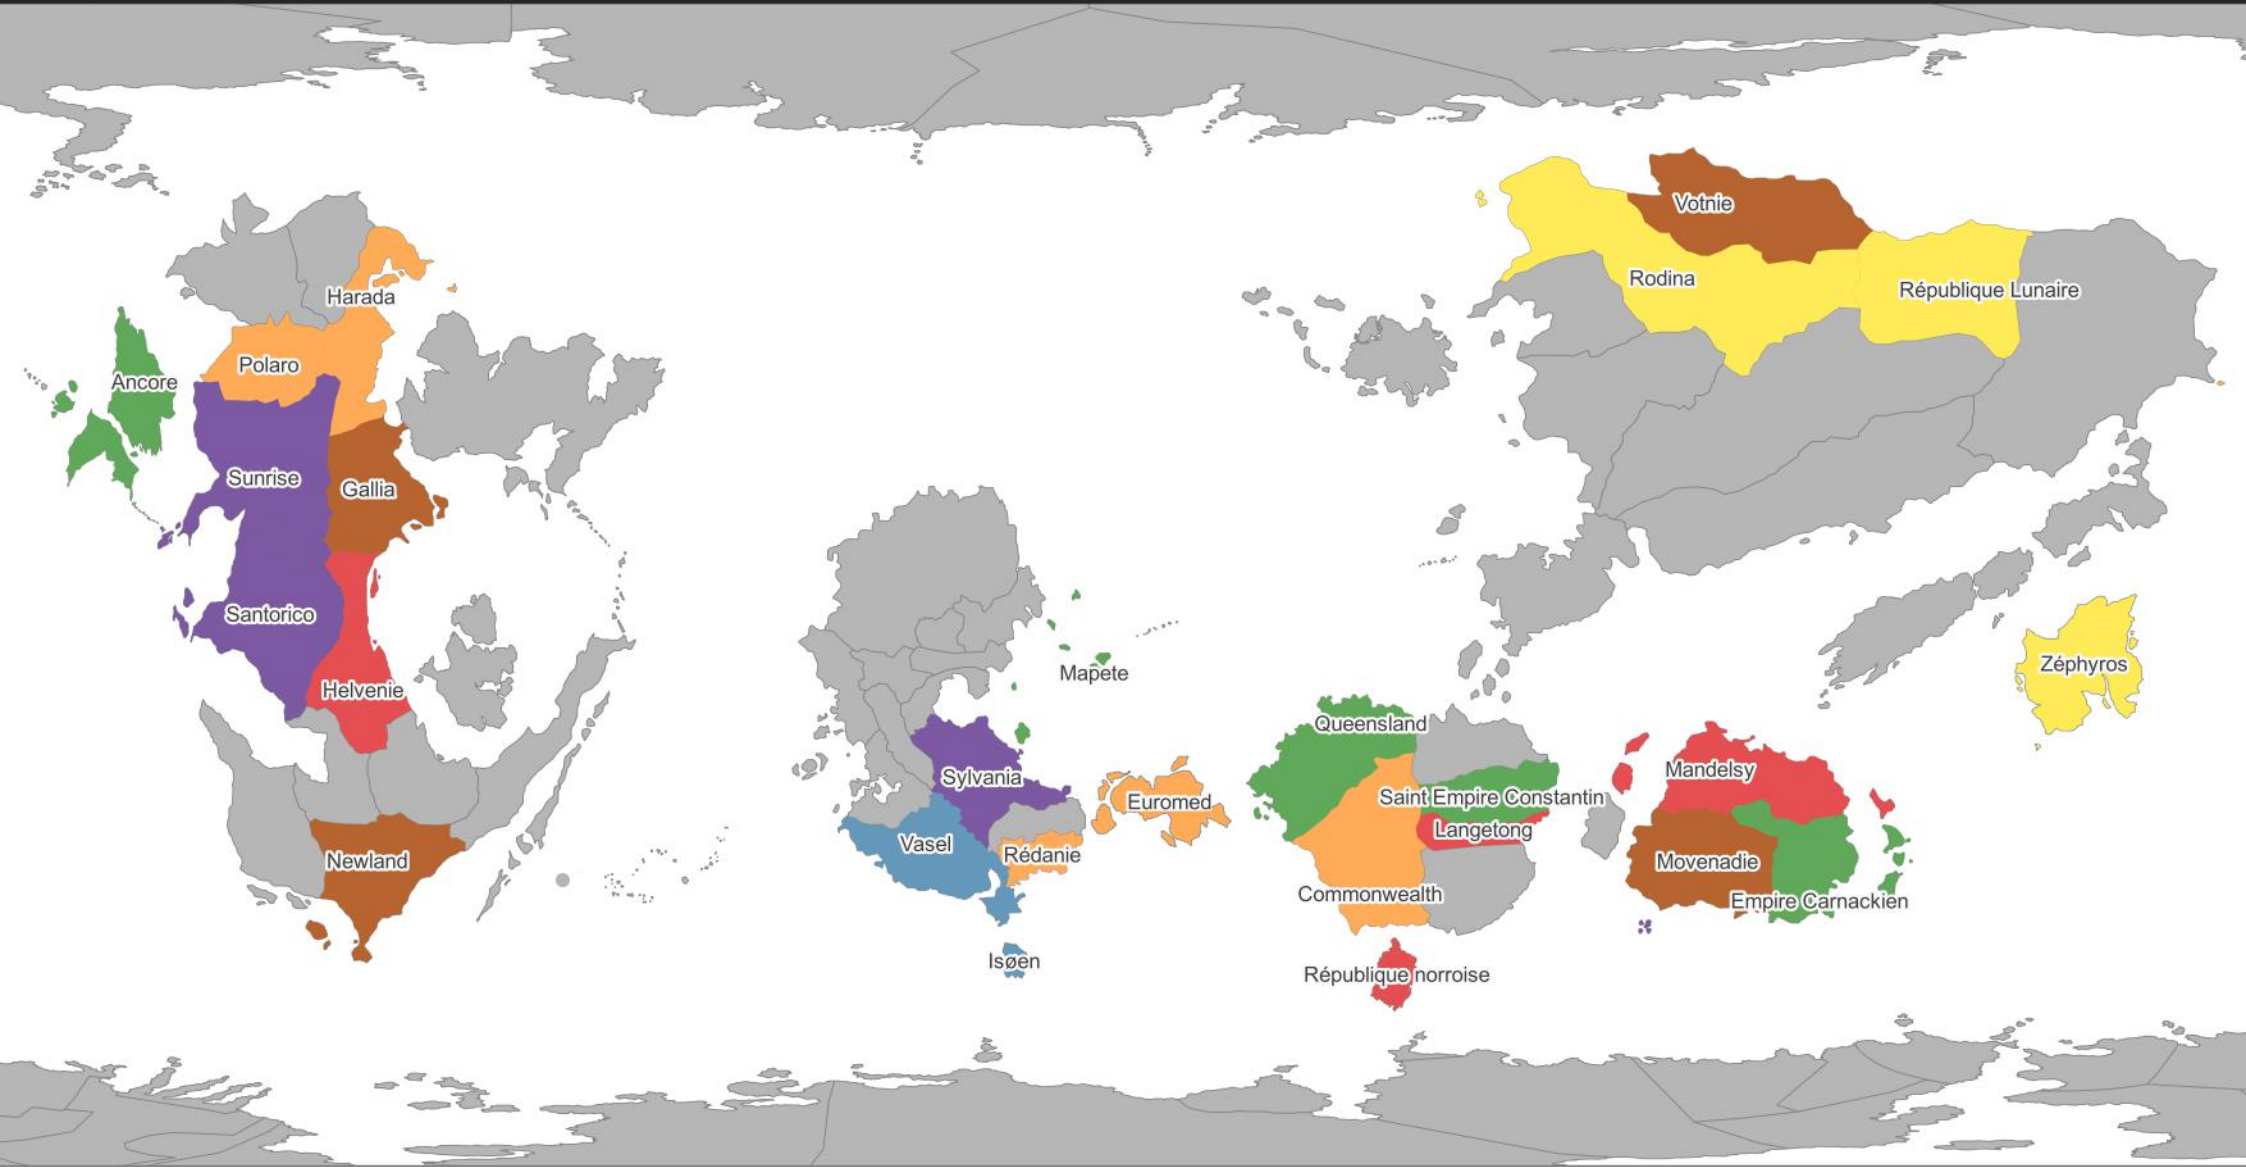 Votnie
Rodina
République Lunaire
Harada
Polaro
Ancore
Sunrise
Gallia
Santorico
Helvenie
Mapete
Zéphyros
Queensland
Sylvania
Mandelsy
Euromed
Saint Empire Constantin
Langetong
Vasel
Rédanie
Newland
Movenadie
Commonwealth
Empire Carnackien
Isøen
République norroise